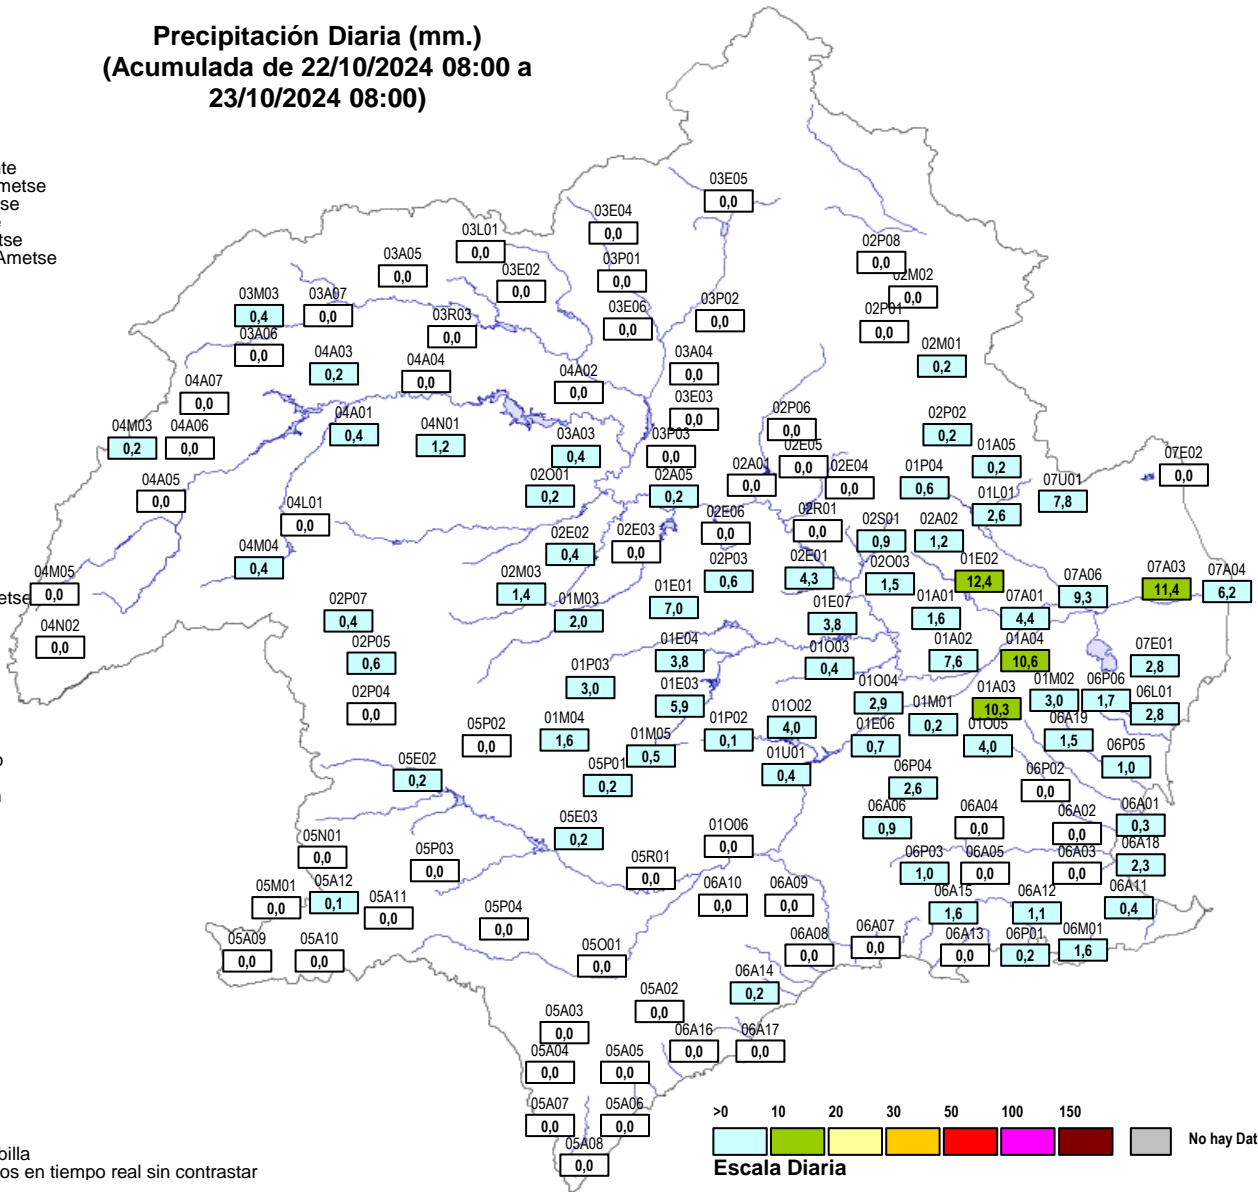 Precipitación Diaria (mm.)
(Acumulada de 22/10/2024 08:00 a
23/10/2024 08:00)
03E05
0,0
03E04
0,0
03L01
0,0
03A05
0,0
03P01
0,0
03E02
0,0
02P08
0,0
02M02
0,0
03M03
0,4
03A07
0,0
03R03
0,0
03E06
0,0
03P02
0,0
02P01
0,0
03A06
0,0
04A03
0,2
04A04
0,0
03A04
0,0
02M01
0,2
04A07
0,0
04A02
0,0
03E03
0,0
04M03
0,2
04A06
0,0
04A01
0,4
04N01
1,2
03A03
0,4
03P03
0,0
02P06
0,0
02P02
0,2
02E05
0,0
01A05
0,2
07E02
0,0
04A05
0,0
02O01
0,2
02A05
0,2
02A01
0,0
02E04
0,0
01P04
0,6
01L01
2,6
07U01
7,8
04L01
0,0
02E06
0,0
02R01
0,0
02S01
0,9
02A02
1,2
04M04
0,4
02E02
0,4
02E03
0,0
04M05
0,0
02M03
1,4
02P03
0,6
02E01
4,3
02O03
1,5
01E02
12,4
07A06
9,3
07A03
11,4
07A04
6,2
etse
02P07
0,4
01M03
2,0
01E01
7,0
01E07
3,8
01A01
1,6
07A01
4,4
04N02
0,0
02P05
0,6
01E04
3,8
01O03
0,4
01A02
7,6
01A04
10,6
07E01
2,8
01P03
3,0
02P04
0,0
01E03
5,9
01O04
2,9
01M01
0,2
01A03
10,3
01M02
3,0
06P06
1,7
06L01
2,8
05P02
0,0
01M04
1,6
01M05
0,5
01P02
0,1
01O02
4,0
01E06
0,7
01O05
4,0
06A19
1,5
06P05
1,0
05E02
0,2
05P01
0,2
01U01
0,4
06P04
2,6
06P02
0,0
05E03
0,2
01O06
0,0
06A06
0,9
06A04
0,0
06A02
0,0
06A01
0,3
05N01
0,0
05P03
0,0
05R01
0,0
06P03
1,0
06A05
0,0
06A03
0,0
06A18
2,3
05M01
0,0
05A12
0,1
05A11
0,0
05P04
0,0
06A10
0,0
06A09
0,0
06A15
1,6
06A12
1,1
06A11
0,4
05A09
0,0
05A10
0,0
05O01
0,0
06A08
0,0
06A07
0,0
06A13
0,0
06P01
0,2
06M01
1,6
06A14
0,2
05A02
0,0
05A03
0,0
06A16
0,0
06A17
0,0
05A04
0,0
05A05
0,0
05A07
0,0
05A06
0,0
05A08
0,0
>0 10 20 30 50 100 150
No hay Dat
Escala Diaria
billa
os en tiempo real sin contrastar